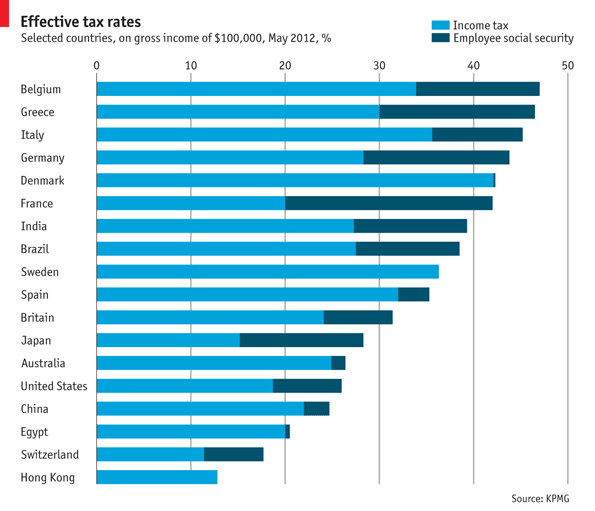 Effective tax rates
Selected countries, on gross income of $100,000, May 2012, %
Income tax
Employee social security
0 10 20 30 40 50
Belgium
Greece
Italy
Germany
Denmark
France
India
Brazil
Sweden
Spain
Britain
Japan
Australia
United States
China
Egypt
Switzerland
Hong Kong
Source: KPMG